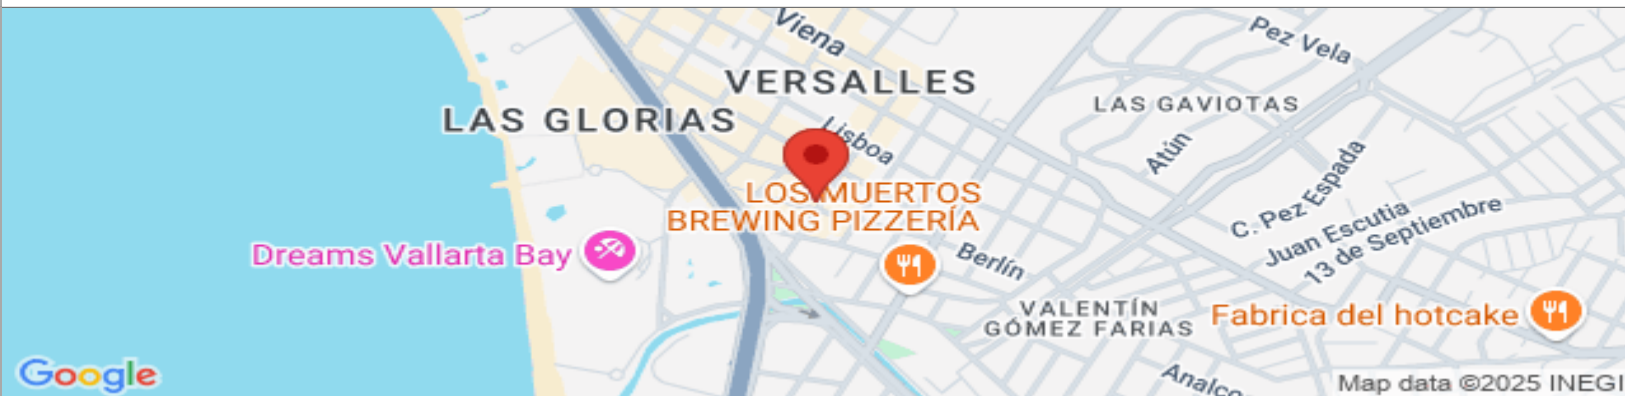 Viena
Pez Vela
VERSALLES
LAS GAVIOTAS
LAS GLORIAS
Lisboa
Atún
C. Pez Espada
LOS MUERTOS
BREWING PIZZERÍA
Juan Escutia
13 de Septiembre
Dreams Vallarta Bay
Berlín
VALENTÍN
GÓMEZ FARIAS
Fabrica del hotcake
Google
Analco
Map data ©2025 INEGI